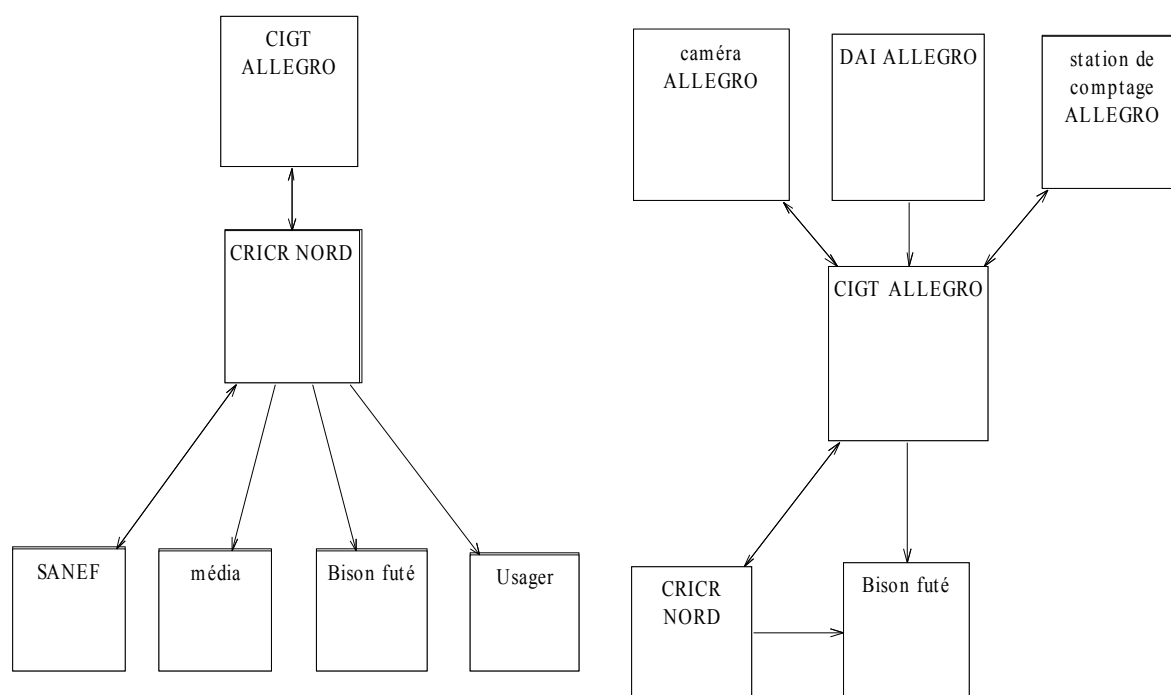 CIGT
ALLEGRO
CRICR NORD
SANEF
média
Bison futé
Usager
caméra
ALLEGRO
DAI ALLEGRO
station de
comptage
ALLEGRO
CIGT ALLEGRO
CRICR
NORD
Bison futé